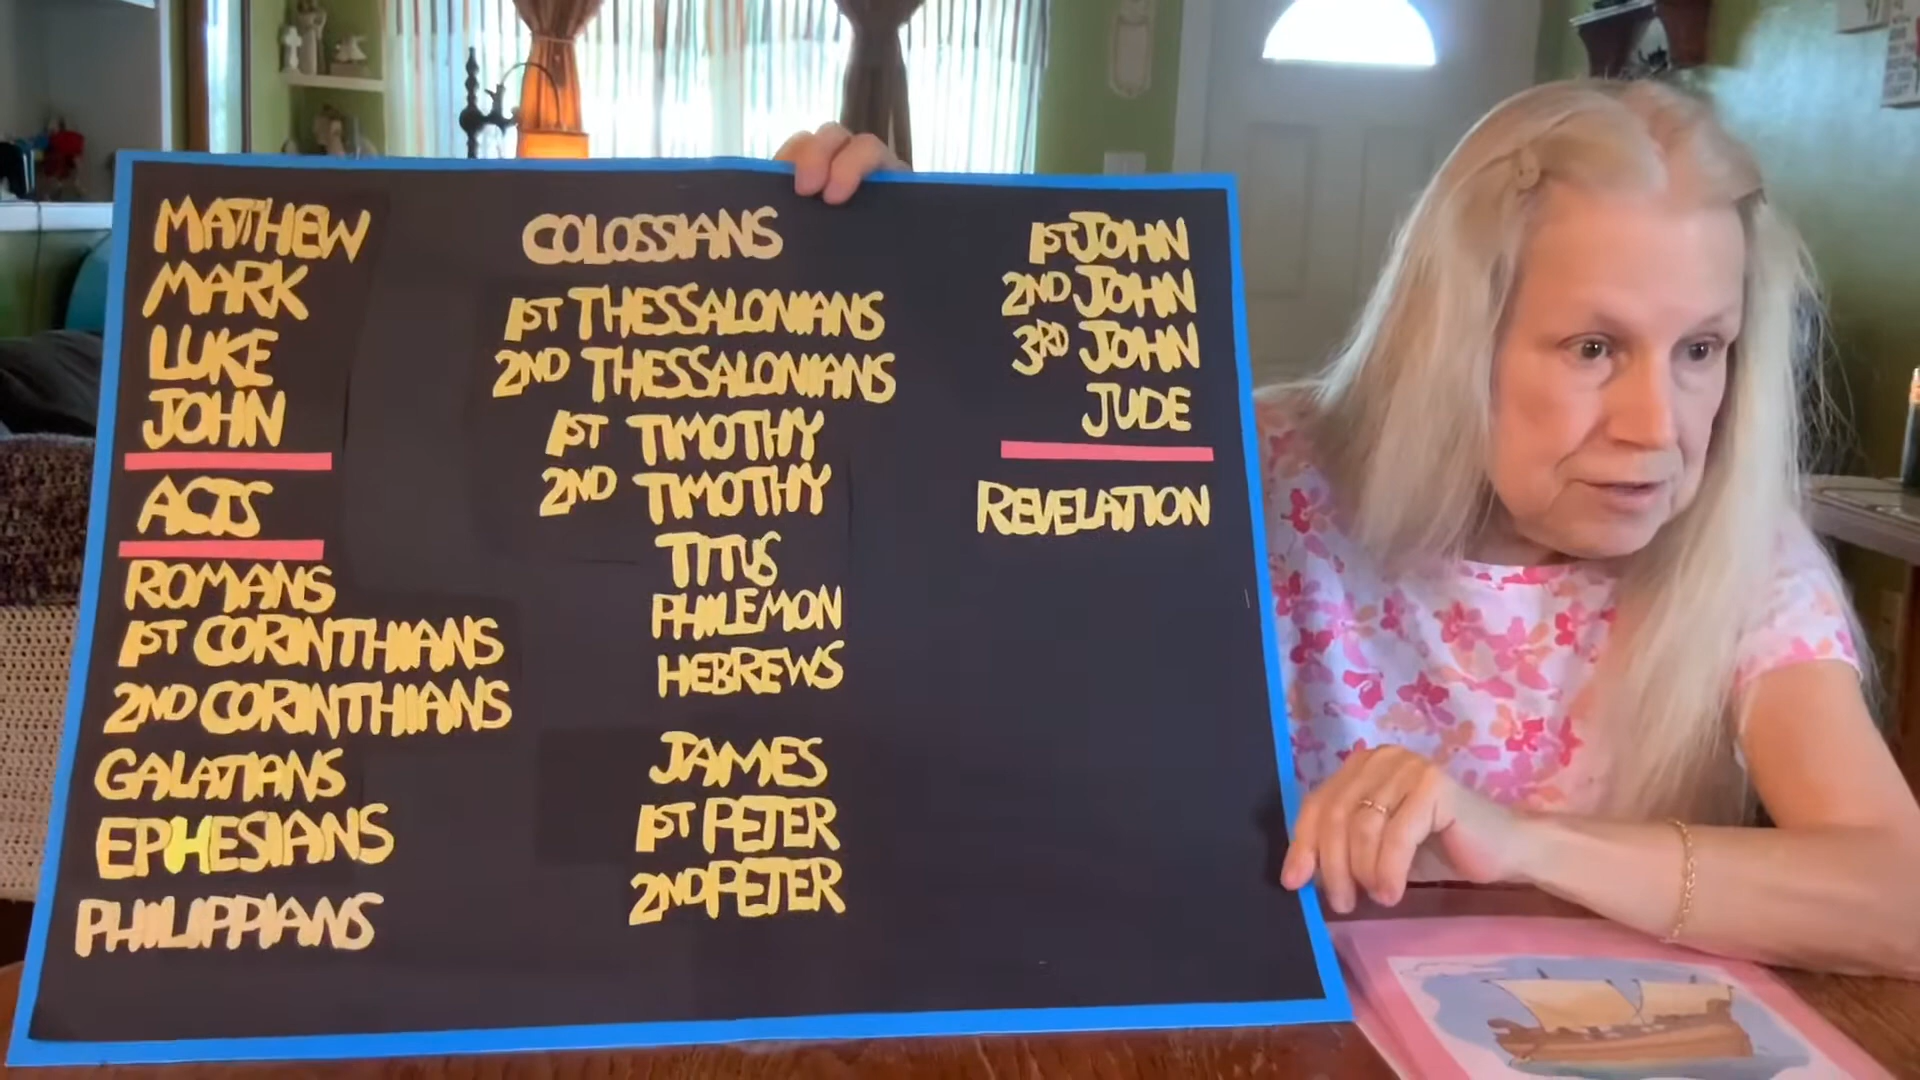 MATTHEW
MARK
LUKE
JOHN
ACTS
ROMANS
1ST CORINTHIANS
2ND CORINTHIANS
GALATIANS
EPHESIANS
PHILIPPIANS
COLOSSIANS
1ST THESSALONIANS
2ND THESSALONIANS
1ST TIMOTHY
2ND TIMOTHY
TITUS
PHILEMON
HEBREWS
JAMES
1ST PETER
2ND PETER
1ST JOHN
2ND JOHN
3RD JOHN
JUDE
REVELATION